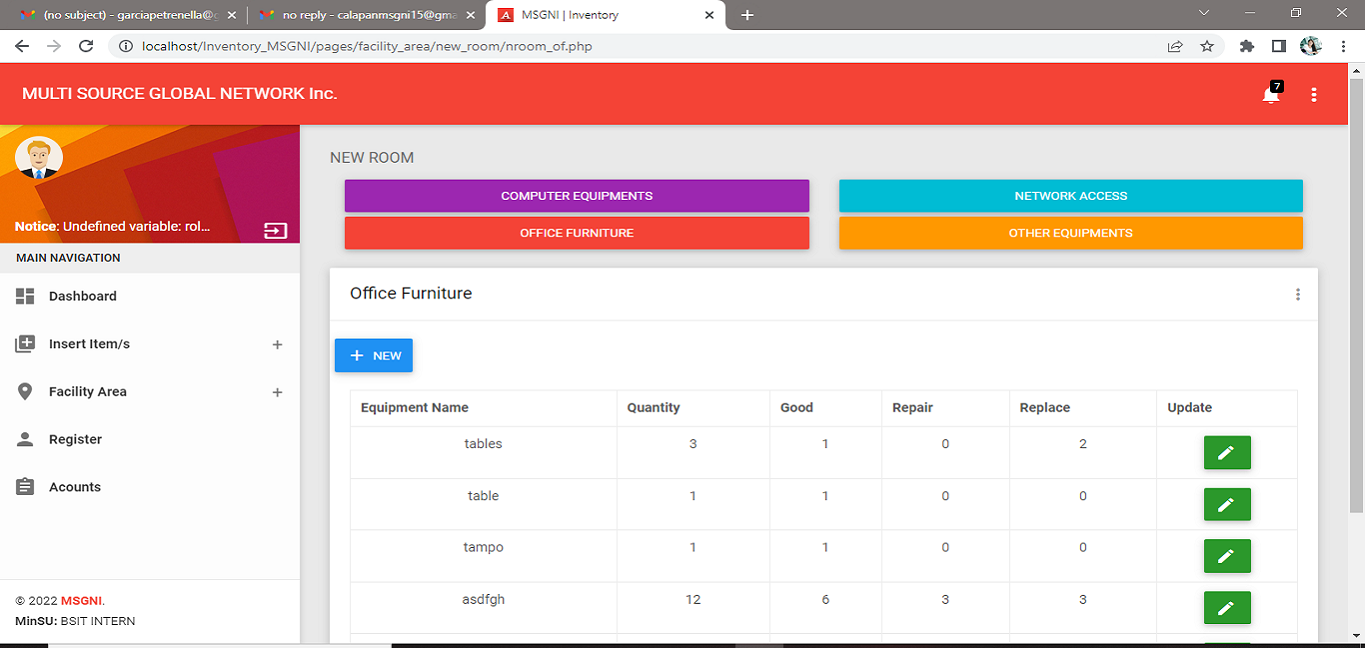 (no subject) - garciapetrenella@g
no reply - calapanmsgni15@gma
MSGNI | Inventory
localhost/Inventory_MSGNI/pages/facility_area/new_room/nroom_of.php
MULTI SOURCE GLOBAL NETWORK Inc.
7
Notice: Undefined variable: rol...
MAIN NAVIGATION
Dashboard
Insert Item/s +
Facility Area +
Register
Acounts
© 2022 MSGNI.
MinSU: BSIT INTERN
NEW ROOM
COMPUTER EQUIPMENTS NETWORK ACCESS
OFFICE FURNITURE OTHER EQUIPMENTS
Office Furniture
+ NEW
Equipment Name Quantity Good Repair Replace Update
tables 3 1 0 2
table 1 1 0 0
tampo 1 1 0 0
asdfgh 12 6 3 3